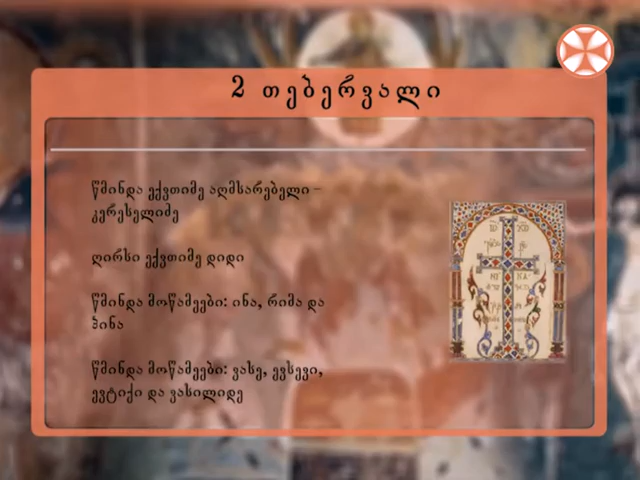 2 თებერვალი
წმინდა ექვთიმე აღმსარებელი –
კერესელიძე
ღირსი ექვთიმე დიდი
წმინდა მოწამეები: ინა, რიმა და
პინა
წმინდა მოწამეები: ვასე, ევსევი,
ევტიქი და ვასილიდე